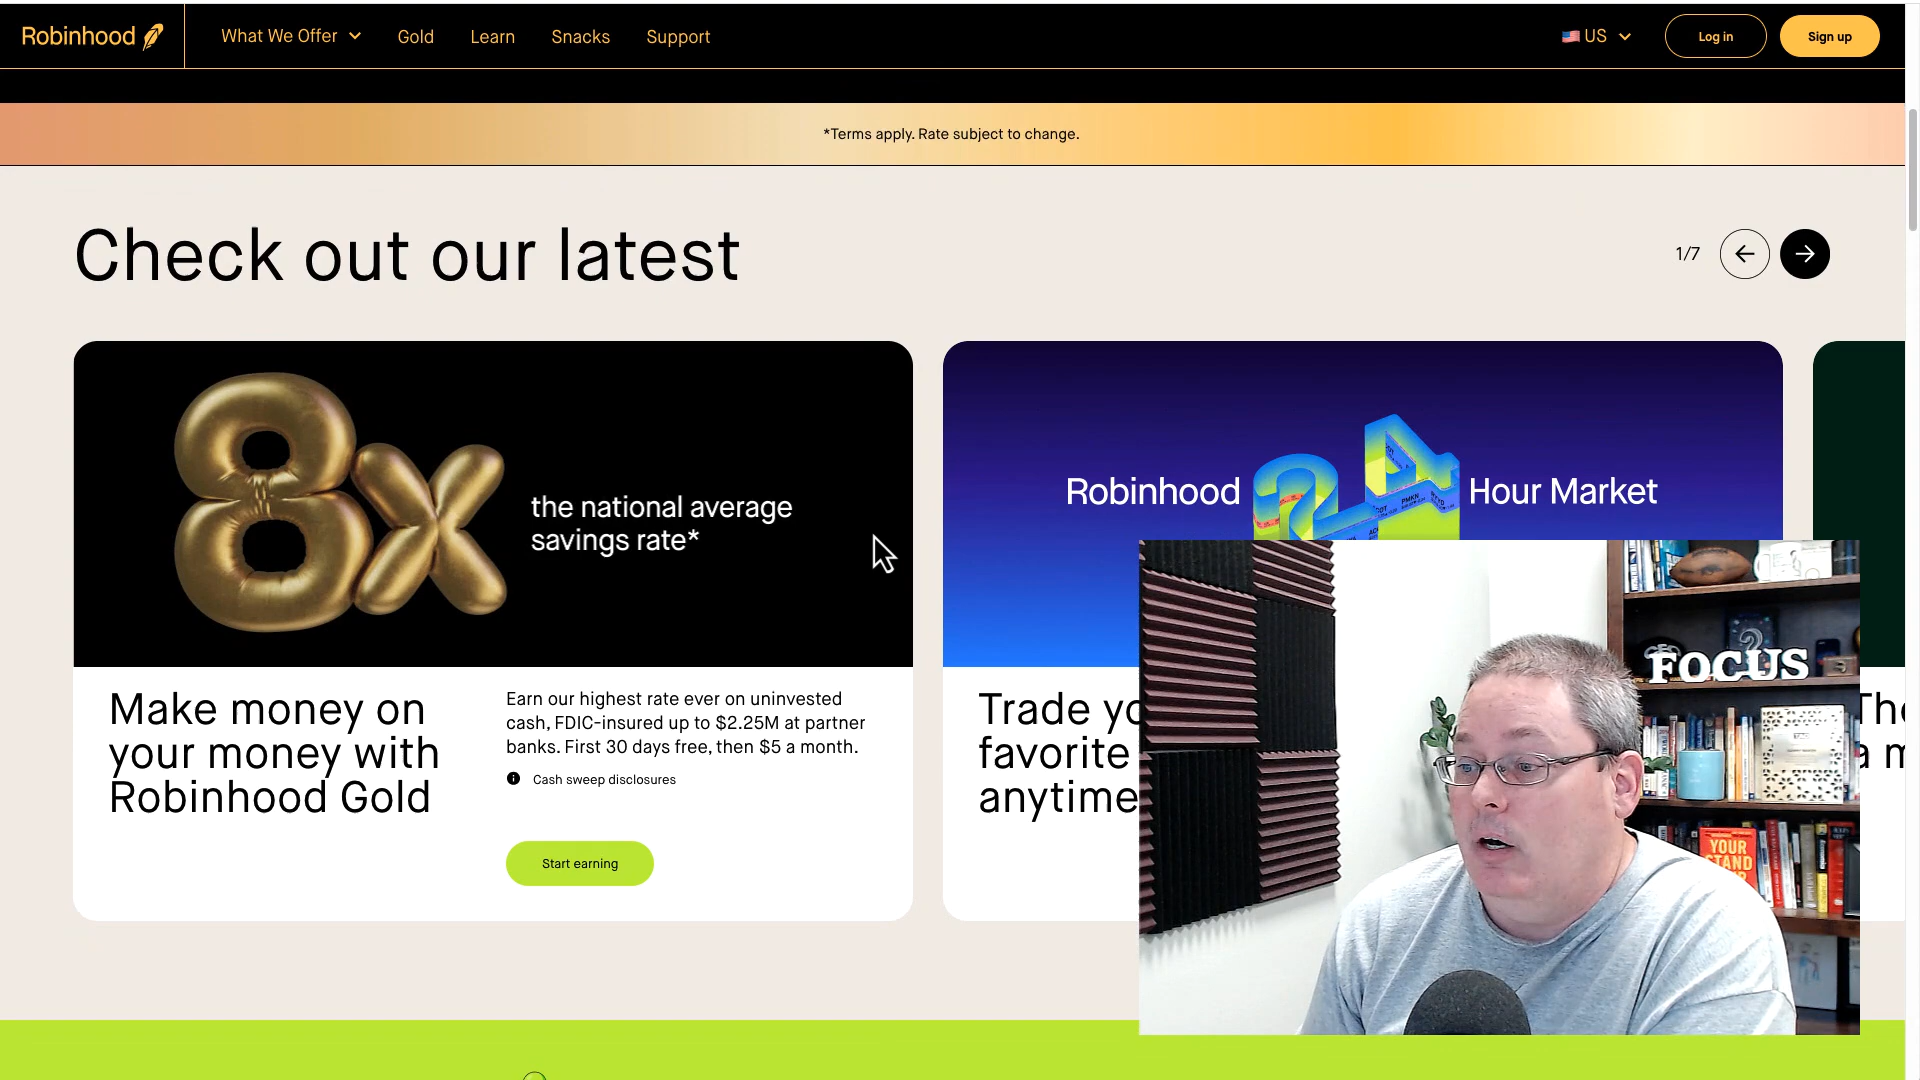 Robinhood
What We Offer
Gold
Learn
Snacks
Support
US
Log in
Sign up
*Terms apply. Rate subject to change.
Check out our latest
1/7
8x
the national average
savings rate*
Robinhood 24 Hour Market
Make money on
your money with
Robinhood Gold
Earn our highest rate ever on uninvested
cash, FDIC-insured up to $2.25M at partner
banks. First 30 days free, then $5 a month.
Cash sweep disclosures
Start earning
Trade
favorite
anytime
FOCUS
YOUR
STAND